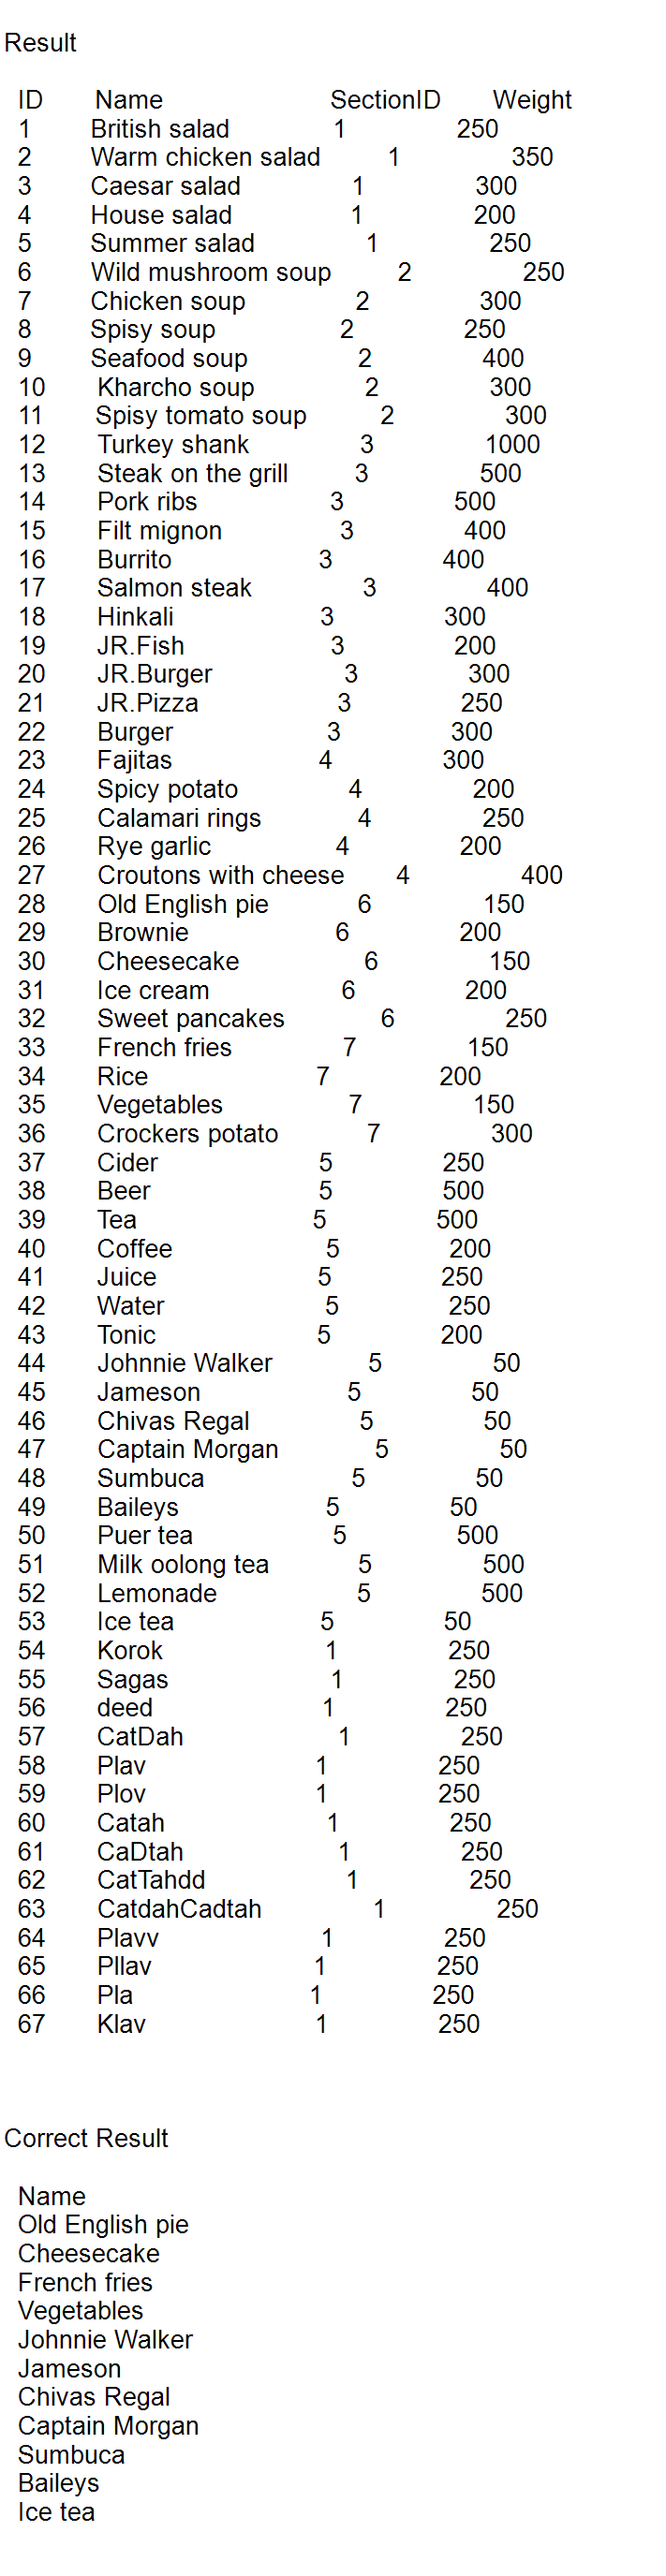 Result
ID Name SectionID Weight
1 British salad 1 250
2 Warm chicken salad 1 350
3 Caesar salad 1 300
4 House salad 1 200
5 Summer salad 1 250
6 Wild mushroom soup 2 250
7 Chicken soup 2 300
8 Spisy soup 2 250
9 Seafood soup 2 400
10 Kharcho soup 2 300
11 Spisy tomato soup 2 300
12 Turkey shank 3 1000
13 Steak on the grill 3 500
14 Pork ribs 3 500
15 Filt mignon 3 400
16 Burrito 3 400
17 Salmon steak 3 400
18 Hinkali 3 300
19 JR.Fish 3 200
20 JR.Burger 3 300
21 JR.Pizza 3 250
22 Burger 3 300
23 Fajitas 4 300
24 Spicy potato 4 200
25 Calamari rings 4 250
26 Rye garlic 4 200
27 Croutons with cheese 4 400
28 Old English pie 6 150
29 Brownie 6 200
30 Cheesecake 6 150
31 Ice cream 6 200
32 Sweet pancakes 6 250
33 French fries 7 150
34 Rice 7 200
35 Vegetables 7 150
36 Crockers potato 7 300
37 Cider 5 250
38 Beer 5 500
39 Tea 5 500
40 Coffee 5 200
41 Juice 5 250
42 Water 5 250
43 Tonic 5 200
44 Johnnie Walker 5 50
45 Jameson 5 50
46 Chivas Regal 5 50
47 Captain Morgan 5 50
48 Sumbuca 5 50
49 Baileys 5 50
50 Puer tea 5 500
51 Milk oolong tea 5 500
52 Lemonade 5 500
53 Ice tea 5 50
54 Korok 1 250
55 Sagas 1 250
56 deed 1 250
57 CatDah 1 250
58 Plav 1 250
59 Plov 1 250
60 Catah 1 250
61 CaDtah 1 250
62 CatTahdd 1 250
63 CatdahCadtah 1 250
64 Plavv 1 250
65 Pllav 1 250
66 Pla 1 250
67 Klav 1 250
Correct Result
Name
Old English pie
Cheesecake
French fries
Vegetables
Johnnie Walker
Jameson
Chivas Regal
Captain Morgan
Sumbuca
Baileys
Ice tea